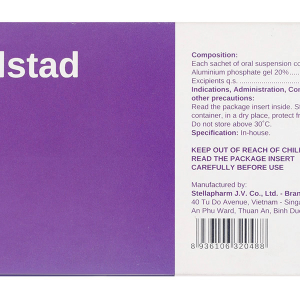 lstad
Composition:
Each sachet of oral suspension co
Aluminium phosphate gel 20%....
Excipients q.s. ..............................
Indications, Administration, Con
other precautions:
Read the package insert inside. St
container, in a dry place, protect fr
Do not store above 30°C.
Specification: In-house.
KEEP OUT OF REACH OF CHIL
READ THE PACKAGE INSERT
CAREFULLY BEFORE USE
Manufactured by:
Stellapharm J.V. Co., Ltd. - Bran
40 Tu Do Avenue, Vietnam - Singa
An Phu Ward, Thuan An, Binh Duo
8 936106 320488